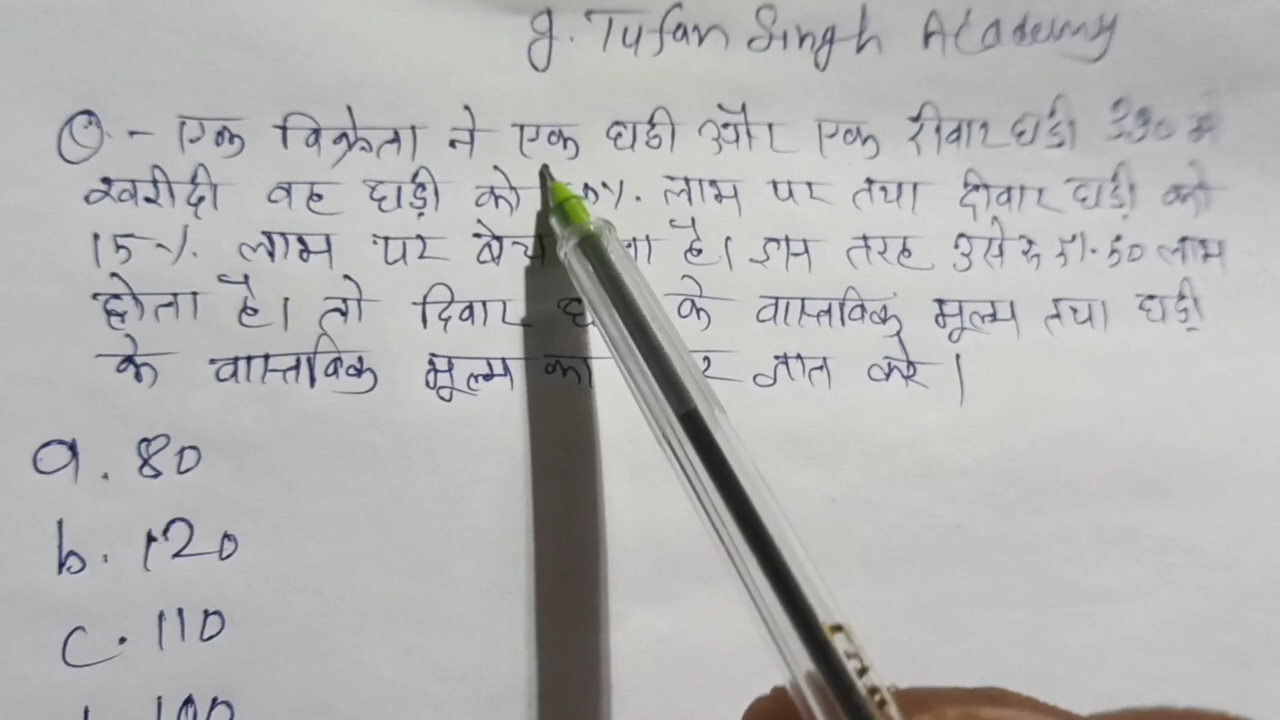 J. Tufan Singh Academy
Q. - एक विक्रेता ने एक घडी और एक दीवार घडी 390 में
खरीदी वह घड़ी को लाभ पर तथा दीवार घड़ी को
15%. लाभ पर है। इस तरह उसे रु 51.50 लाभ
होता है। तो दिवार के वास्तविक मूल्य तथा घड़ी
के वास्तविक मूल्य का ज्ञात करे।
a. 80
b. 120
c. 110
100